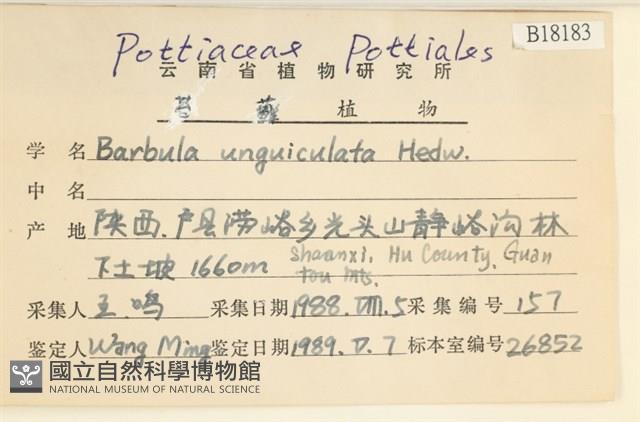 B18183
Pottiaceae Pottiales
云南省植物研究所
苔藓植物
学名 Barbula unguiculata Hedw.
中名
产地 陕西.户县涝峪乡光头山静峪沟林
下土坡 1660m Shaanxi, Hu County, Guan
tou Mts.
采集人 王鸣 采集日期 1988.VIII.5 采集编号 157
鉴定人 Wang Ming 鉴定日期 1989.V.7 标本室编号 26852
國立自然科學博物館
NATIONAL MUSEUM OF NATURAL SCIENCE